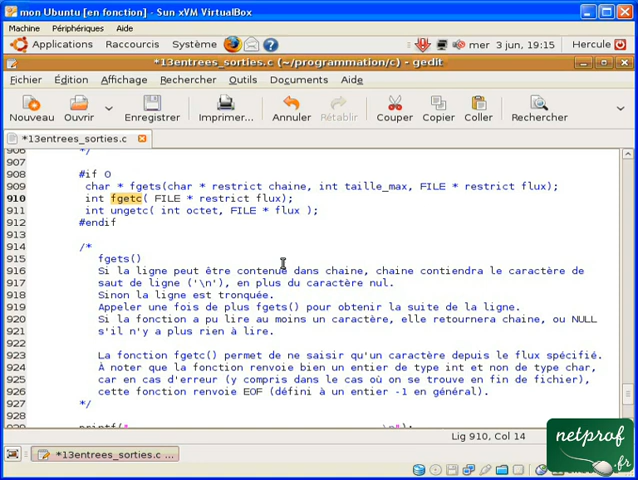 mon Ubuntu [en fonction] - Sun xVM VirtualBox
Machine Périphériques Aide
Applications Raccourcis Système mer 3 jun, 19:15 Hercule
*13entrees_sorties.c (~/programmation/c) - gedit
Fichier Édition Affichage Rechercher Outils Documents Aide
Nouveau Ouvrir Enregistrer Imprimer... Annuler Rétablir Couper Copier Coller Rechercher
*13entrees_sorties.c
906 */
907
908 #if 0
909 char * fgets(char * restrict chaine, int taille_max, FILE * restrict flux);
910 int fgetc( FILE * restrict flux);
911 int ungetc( int octet, FILE * flux );
912 #endif
913
914 /*
915 fgets()
916 Si la ligne peut être contenue dans chaine, chaine contiendra le caractère de
917 saut de ligne ('\n'), en plus du caractère nul.
918 Sinon la ligne est tronquée.
919 Appeler une fois de plus fgets() pour obtenir la suite de la ligne.
920 Si la fonction a pu lire au moins un caractère, elle retournera chaine, ou NULL
921 s'il n'y a plus rien à lire.
922
923 La fonction fgetc() permet de ne saisir qu'un caractère depuis le flux spécifié.
924 À noter que la fonction renvoie bien un entier de type int et non de type char,
925 car en cas d'erreur (y compris dans le cas où on se trouve en fin de fichier),
926 cette fonction renvoie EOF (défini à un entier -1 en général).
927 */
928
Lig 910, Col 14
*13entrees_sorties.c ...
netprof
.fr